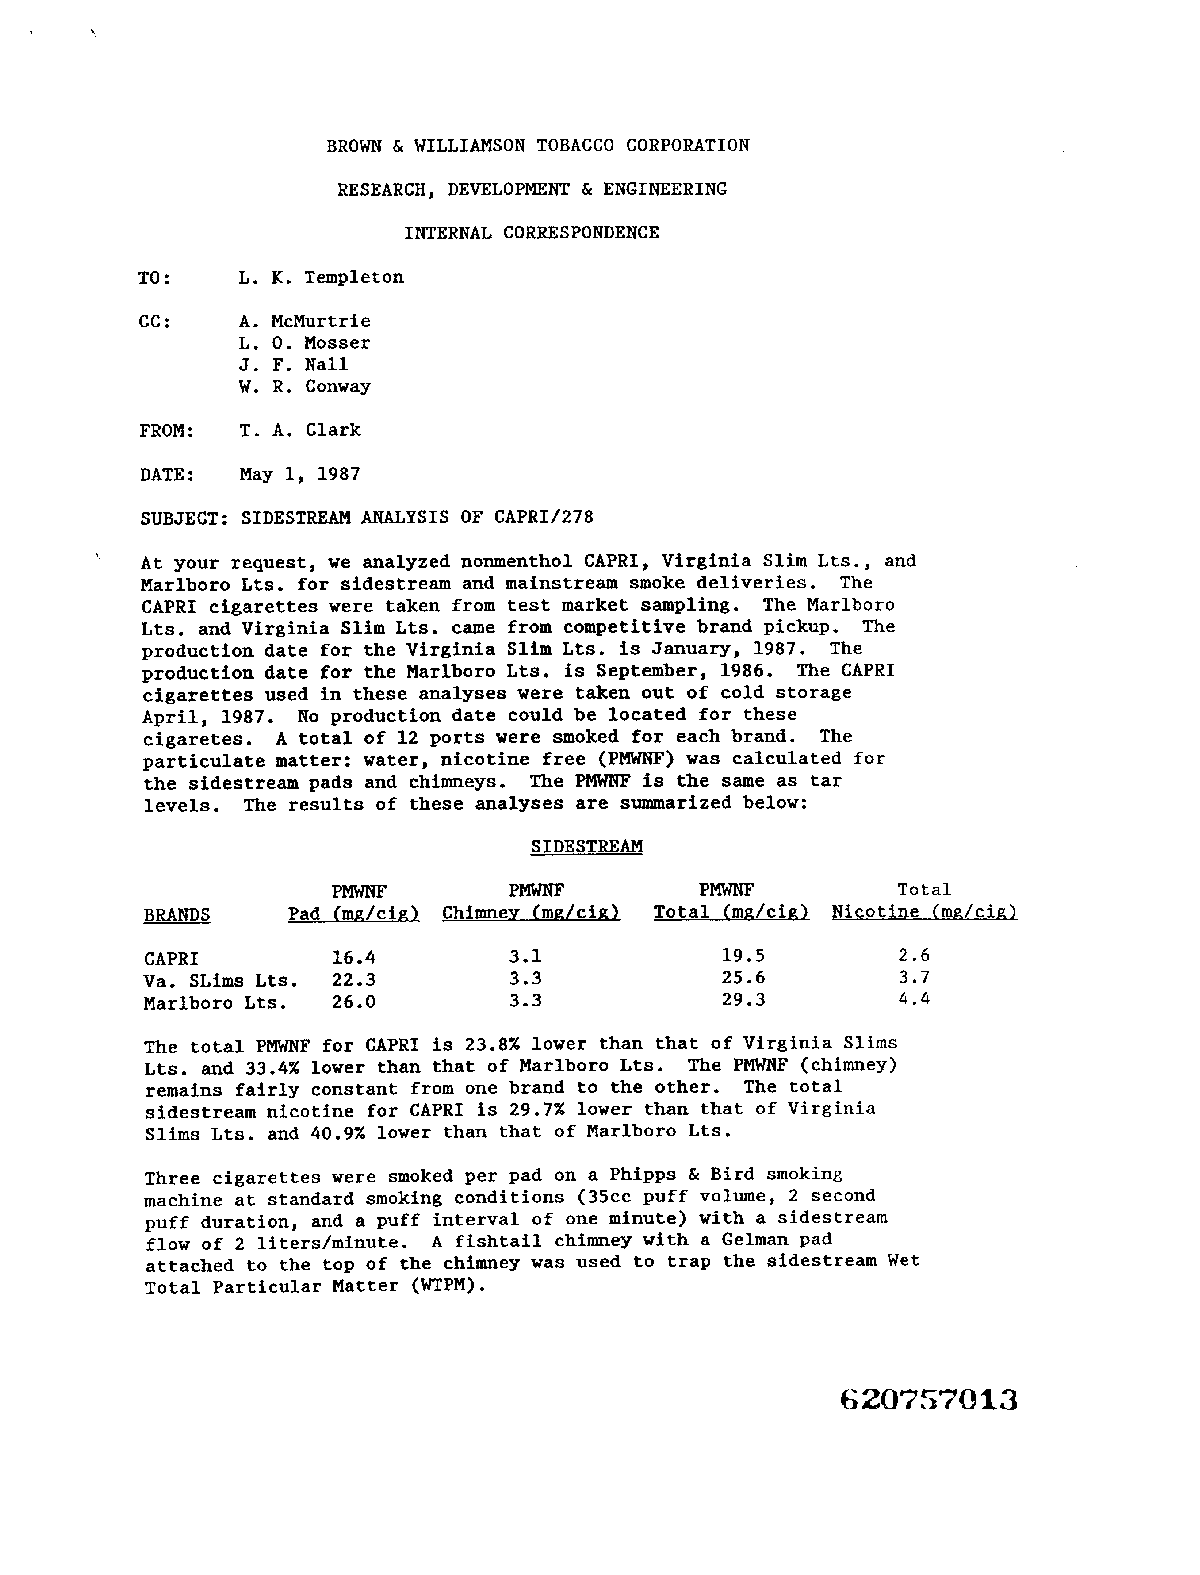 BROWN & WILLIAMSON TOBACCO CORPORATION
RESEARCH, DEVELOPMENT & ENGINEERING
INTERNAL CORRESPONDENCE
TO: L. K. Templeton
CC: A. McMurtrie
L. O. Mosser
J. F. Nall
W. R. Conway
FROM: T. A. Clark
DATE: May 1, 1987
SUBJECT: SIDESTREAM ANALYSIS OF CAPRI/278
At your request, we analyzed nonmenthol CAPRI, Virginia Slim Lts., and
Marlboro Lts. for sidestream and mainstream smoke deliveries. The
CAPRI cigarettes were taken from test market sampling. The Marlboro
Lts. and Virginia Slim Lts. came from competitive brand pickup. The
production date for the Virginia Slim Lts. is January, 1987. The
production date for the Marlboro Lts. is September, 1986. The CAPRI
cigarettes used in these analyses were taken out of cold storage
April, 1987. No production date could be located for these
cigaretes. A total of 12 ports were smoked for each brand. The
particulate matter: water, nicotine free (PMWNF) was calculated for
the sidestream pads and chimneys. The PMWNF is the same as tar
levels. The results of these analyses are summarized below:
SIDESTREAM
PMWNF PMWNF PMWNF Total
BRANDS Pad (mg/cig) Chimney (mg/cig) Total (mg/cig) Nicotine (mg/cig)
CAPRI 16.4 3.1 19.5 2.6
Va. SLims Lts. 22.3 3.3 25.6 3.7
Marlboro Lts. 26.0 3.3 29.3 4.4
The total PMWNF for CAPRI is 23.8% lower than that of Virginia Slims
Lts. and 33.4% lower than that of Marlboro Lts. The PMWNF (chimney)
remains fairly constant from one brand to the other. The total
sidestream nicotine for CAPRI is 29.7% lower than that of Virginia
Slims Lts. and 40.9% lower than that of Marlboro Lts.
Three cigarettes were smoked per pad on a Phipps & Bird smoking
machine at standard smoking conditions (35cc puff volume, 2 second
puff duration, and a puff interval of one minute) with a sidestream
flow of 2 liters/minute. A fishtail chimney with a Gelman pad
attached to the top of the chimney was used to trap the sidestream Wet
Total Particular Matter (WTPM).
620757013